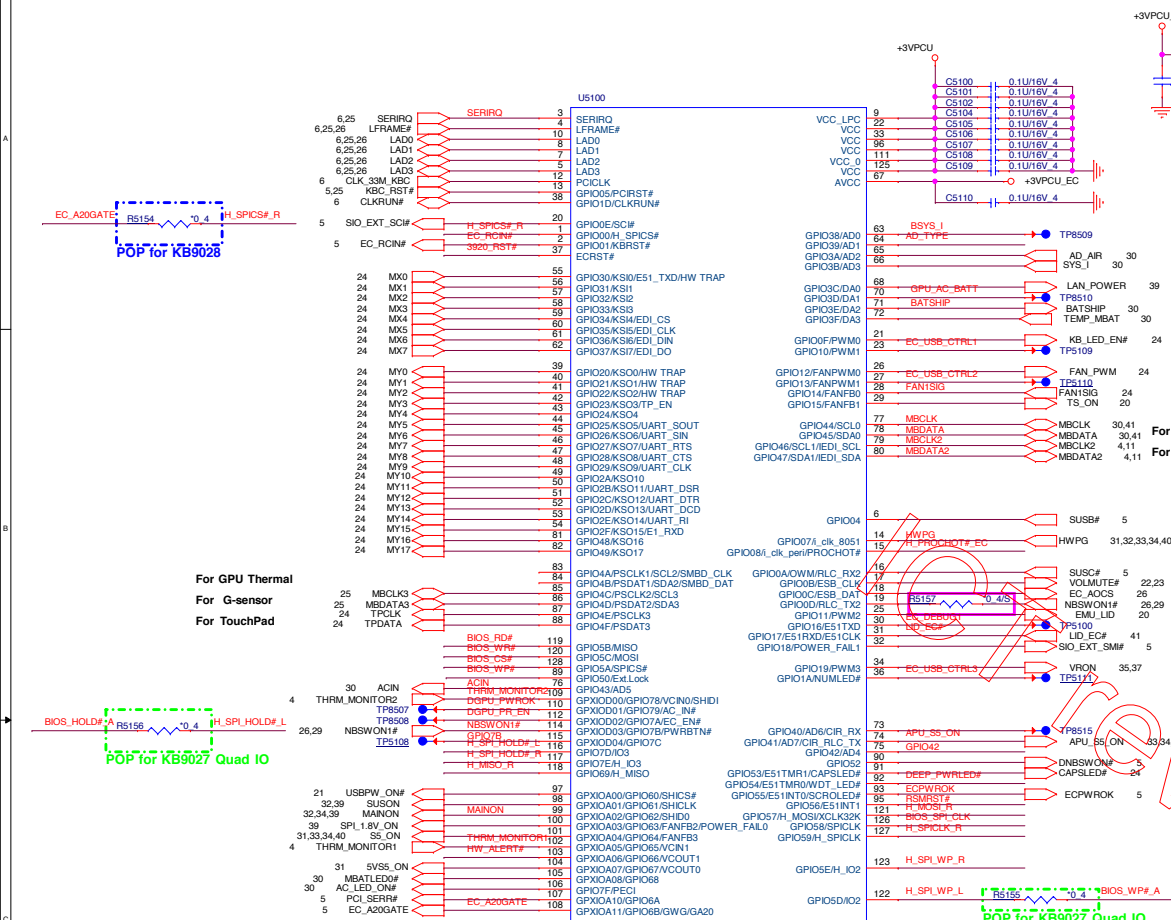 +3VPCU
+3VPCU
C5100 0.1U/16V_4
C5101 0.1U/16V_4
C5102 0.1U/16V_4
C5104 0.1U/16V_4
C5105 0.1U/16V_4
C5106 0.1U/16V_4
C5107 0.1U/16V_4
C5108 0.1U/16V_4
C5109 0.1U/16V_4
+3VPCU_EC
C5110 0.1U/16V_4
A
B
C
EC_A20GATE R5154 *0_4 H_SPICS#_R
POP for KB9028
U5100
6,25 SERIRQ SERIRQ 3 SERIRQ
6,25,26 LFRAME# 4 LFRAME#
6,25,26 LAD0 10 LAD0
6,25,26 LAD1 8 LAD1
6,25,26 LAD2 7 LAD2
6,25,26 LAD3 5 LAD3
6 CLK_33M_KBC 12 PCICLK
5,25 KBC_RST# 13 GPIO05/PCIRST#
6 CLKRUN# 38 GPIO1D/CLKRUN#
5 SIO_EXT_SCI# 20 GPIO0E/SCI#
H_SPICS#_R 1 GPIO00/H_SPICS#
5 EC_RCIN# EC_RCIN# 2 GPIO01/KBRST#
3920_RST# 37 ECRST#
24 MX0 55 GPIO30/KSI0/E51_TXD/HW TRAP
24 MX1 56 GPIO31/KSI1
24 MX2 57 GPIO32/KSI2
24 MX3 58 GPIO33/KSI3
24 MX4 59 GPIO34/KSI4/EDI_CS
24 MX5 60 GPIO35/KSI5/EDI_CLK
24 MX6 61 GPIO36/KSI6/EDI_DIN
24 MX7 62 GPIO37/KSI7/EDI_DO
24 MY0 39 GPIO20/KSO0/HW TRAP
24 MY1 40 GPIO21/KSO1/HW TRAP
24 MY2 41 GPIO22/KSO2/HW TRAP
24 MY3 42 GPIO23/KSO3/TP_EN
24 MY4 43 GPIO24/KSO4
24 MY5 44 GPIO25/KSO5/UART_SOUT
24 MY6 45 GPIO26/KSO6/UART_SIN
24 MY7 46 GPIO27/KSO7/UART_RTS
24 MY8 47 GPIO28/KSO8/UART_CTS
24 MY9 48 GPIO29/KSO9/UART_CLK
24 MY10 49 GPIO2A/KSO10
24 MY11 50 GPIO2B/KSO11/UART_DSR
24 MY12 51 GPIO2C/KSO12/UART_DTR
24 MY13 52 GPIO2D/KSO13/UART_DCD
24 MY14 53 GPIO2E/KSO14/UART_RI
24 MY15 54 GPIO2F/KSO15/E1_RXD
24 MY16 81 GPIO48/KSO16
24 MY17 82 GPIO49/KSO17
83 GPIO4A/PSCLK1/SCL2/SMBD_CLK
84 GPIO4B/PSDAT1/SDA2/SMBD_DAT
For GPU Thermal
25 MBCLK3 85 GPIO4C/PSCLK2/SCL3
For G-sensor
25 MBDATA3 86 GPIO4D/PSDAT2/SDA3
24 TPCLK 87 GPIO4E/PSCLK3
For TouchPad
24 TPDATA 88 GPIO4F/PSDAT3
BIOS_RD# 119 GPIO5B/MISO
BIOS_WR# 120 GPIO5C/MOSI
BIOS_CS# 128 GPIO5A/SPICS#
BIOS_WP# 89 GPIO50/Ext.Lock
30 ACIN ACIN 76 GPIO43/AD5
4 THRM_MONITOR2 THRM_MONITOR2 109 GPXIOD00/GPIO78/VCIN0/SHDI
TP8507 DGPU_PWROK 110 GPXIOD01/GPIO79/AC_IN#
TP8508 DGPU_PR_EN 112 GPXIOD02/GPIO7A/EC_EN#
26,29 NBSWON1# NBSWON1# 114 GPXIOD03/GPIO7B/PWRBTN#
TP5108 GPIO7B 115 GPXIOD04/GPIO7C
H_SPI_HOLD#_L 116 GPIO7D/IO3
H_SPI_HOLD#_R 117 GPIO7E/H_IO3
H_MISO_R 118 GPIO69/H_MISO
BIOS_HOLD#_A R5156 *0_4 H_SPI_HOLD#_L
POP for KB9027 Quad IO
21 USBPW_ON# 97 GPXIOA00/GPIO60/SHICS#
32,39 SUSON 98 GPXIOA01/GPIO61/SHICLK
32,34,39 MAINON MAINON 99 GPXIOA02/GPIO62/SHID0
39 SPI_1.8V_ON 100 GPXIOA03/GPIO63/FANFB2/POWER_FAIL0
31,33,34,40 S5_ON 101 GPXIOA04/GPIO64/FANFB3
4 THRM_MONITOR1 THRM_MONITOR1 102 GPXIOA05/GPIO65/VCIN1
HW_ALERT# 103 GPXIOA06/GPIO66/VCOUT1
31 5VS5_ON 104 GPXIOA07/GPIO67/VCOUT0
30 MBATLED0# 105 GPXIOA08/GPIO68
30 AC_LED_ON# 106 GPIO7F/PECI
5 PCI_SERR# 107 GPXIOA10/GPIO6A
5 EC_A20GATE EC_A20GATE 108 GPXIOA11/GPIO6B/GWG/GA20
VCC_LPC 9
VCC 22
VCC 33
VCC 96
VCC_0 111
VCC 125
AVCC 67
GPIO38/AD0 63 BSYS_I TP8509
GPIO39/AD1 64 AD_TYPE
GPIO3A/AD2 65 AD_AIR 30
GPIO3B/AD3 66 SYS_I 30
GPIO3C/DA0 68 LAN_POWER 39
GPIO3D/DA1 70 GPU_AC_BATT TP8510
GPIO3E/DA2 71 BATSHIP BATSHIP 30
GPIO3F/DA3 72 TEMP_MBAT 30
GPIO0F/PWM0 21 KB_LED_EN# 24
GPIO10/PWM1 23 EC_USB_CTRL1 TP5109
GPIO12/FANPWM0 26 FAN_PWM 24
GPIO13/FANPWM1 27 EC_USB_CTRL2 TP5110
GPIO14/FANFB0 28 FAN1SIG FAN1SIG 24
GPIO15/FANFB1 29 TS_ON 20
GPIO44/SCL0 77 MBCLK MBCLK 30,41 For
GPIO45/SDA0 78 MBDATA MBDATA 30,41
GPIO46/SCL1/IEDI_SCL 79 MBCLK2 MBCLK2 4,11 For
GPIO47/SDA1/IEDI_SDA 80 MBDATA2 MBDATA2 4,11
GPIO04 6 SUSB# 5
GPIO07/i_clk_8051 14 HWPG HWPG 31,32,33,34,40
GPIO08/i_clk_peri/PROCHOT# 15 H_PROCHOT#_EC
GPIO0A/OWM/RLC_RX2 16 SUSC# 5
GPIO0B/ESB_CLK 17 VOLMUTE# 22,23
GPIO0C/ESB_DAT 18 EC_AOCS 26
GPIO0D/RLC_TX2 19 R5157 *0_4/S NBSWON1# 26,29
GPIO11/PWM2 25 EMU_LID 20
GPIO16/E51TXD 30 EC_DEBUG1 TP5100
GPIO17/E51RXD/E51CLK 31 LID_EC# LID_EC# 41
GPIO18/POWER_FAIL1 32 SIO_EXT_SMI# 5
GPIO19/PWM3 34 EC_USB_CTRL3 VRON 35,37
GPIO1A/NUMLED# 36 TP5111
GPIO40/AD6/CIR_RX 73 TP8515
GPIO41/AD7/CIR_RLC_TX 74 APU_S5_ON APU_S5_ON 33,34
GPIO42/AD4 75 GPIO42
GPIO52 90 DNBSWON# 5
GPIO53/E51TMR1/CAPSLED# 91 CAPSLED# 24
GPIO54/E51TMR0/WDT_LED# 92 DEEP_PWRLED#
GPIO55/E51INT0/SCROLED# 93 ECPWROK ECPWROK 5
GPIO56/E51INT1 95 RSMRST#
GPIO57/H_MOSI/XCLK32K 121 H_MOSI_R
GPIO58/SPICLK 126 BIOS_SPI_CLK
GPIO59/H_SPICLK 127 H_SPICLK_R
GPIO5E/H_IO2 123 H_SPI_WP_R
GPIO5D/IO2 122 H_SPI_WP_L R5155 *0_4 BIOS_WP#_A
POP for KB9027 Quad IO